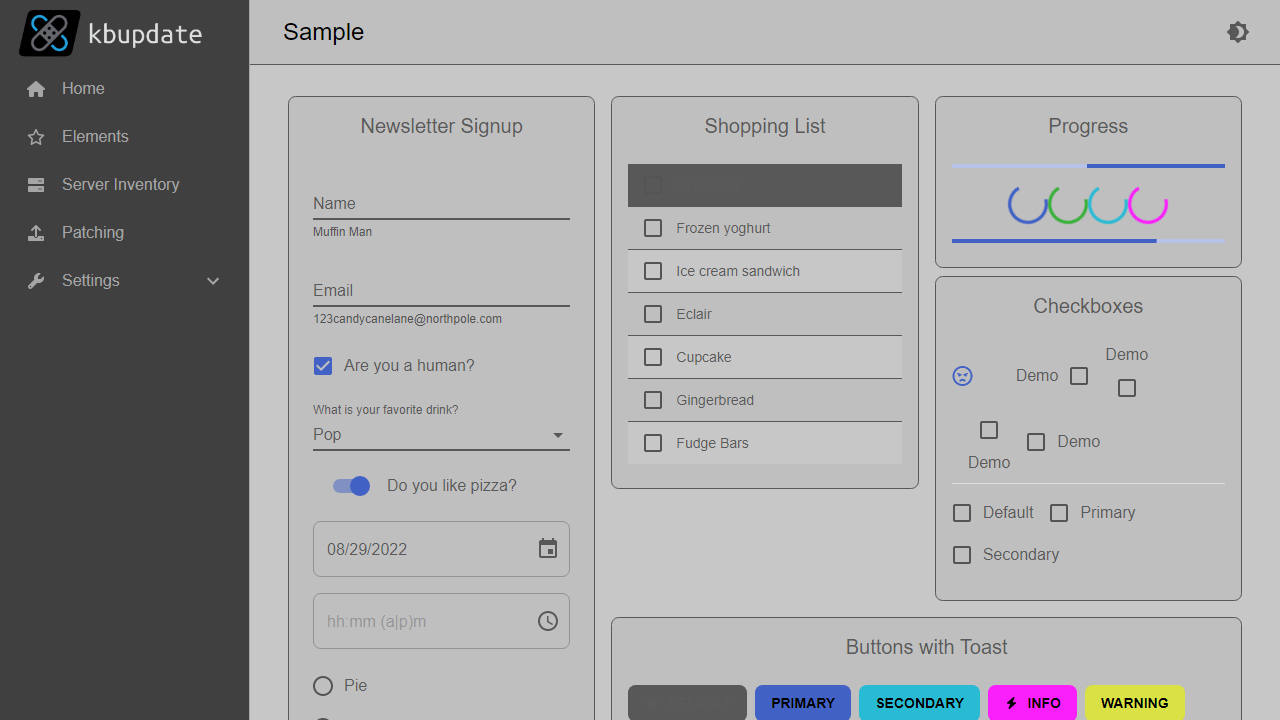 kbupdate
Home
Elements
Server Inventory
Patching
Settings
Sample
Newsletter Signup
Name
Muffin Man
Email
123candycanelane@northpole.com
Are you a human?
What is your favorite drink?
Pop
Do you like pizza?
08/29/2022
hh:mm (a|p)m
Pie
Shopping List
Frozen yoghurt
Ice cream sandwich
Eclair
Cupcake
Gingerbread
Fudge Bars
Progress
Checkboxes
Demo
Demo
Demo
Demo
Default
Primary
Secondary
Buttons with Toast
PRIMARY
SECONDARY
INFO
WARNING